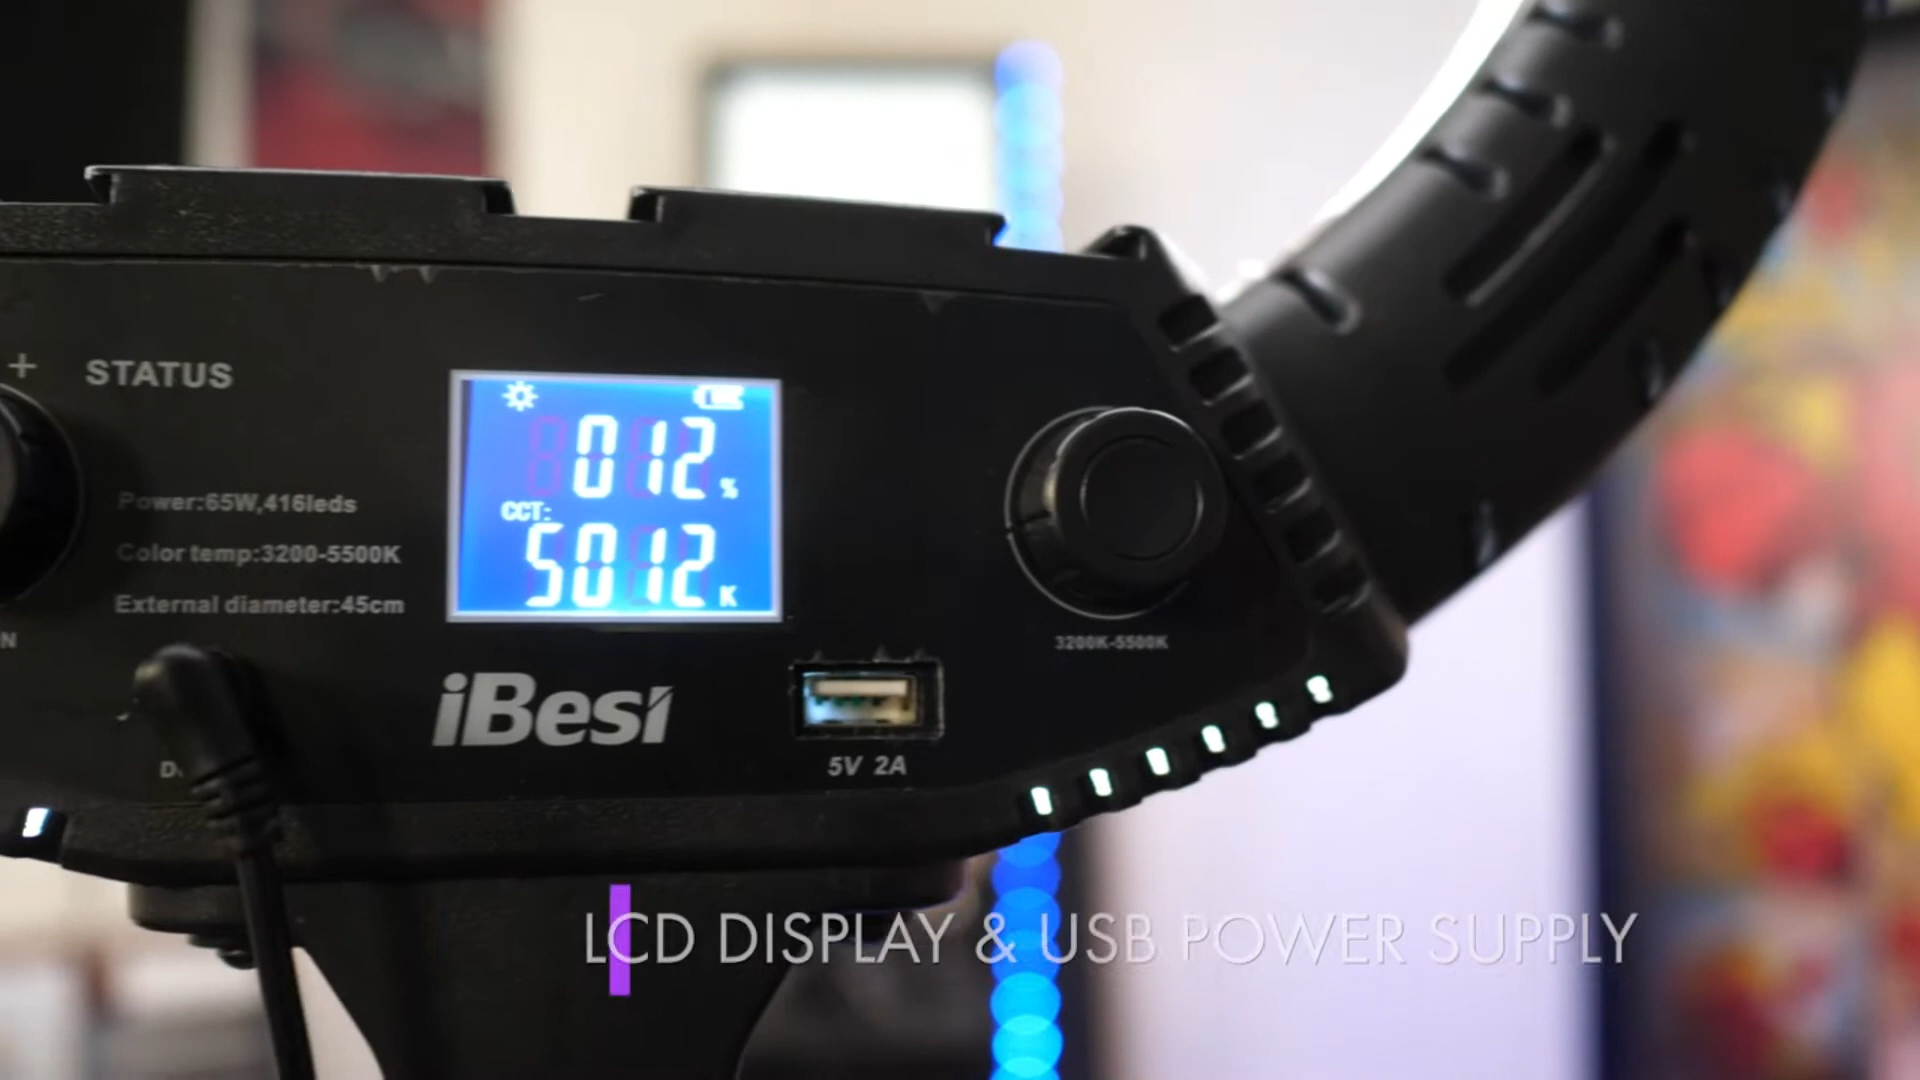 + STATUS
012 %
CCT:
5012 K
Power:65W,416leds
Color temp:3200-5500K
External diameter:45cm
3200K-5500K
iBesi
5V 2A
LCD DISPLAY & USB POWER SUPPLY